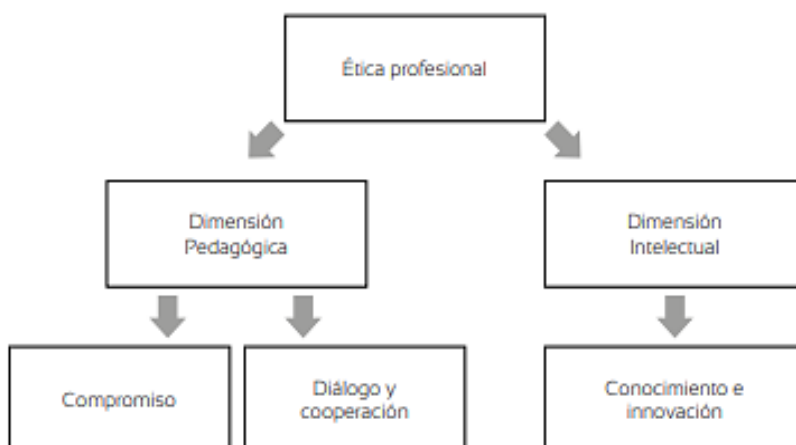 Ética profesional
Dimensión
Pedagógica
Dimensión
Intelectual
Compromiso
Diálogo y
cooperación
Conocimiento e
innovación